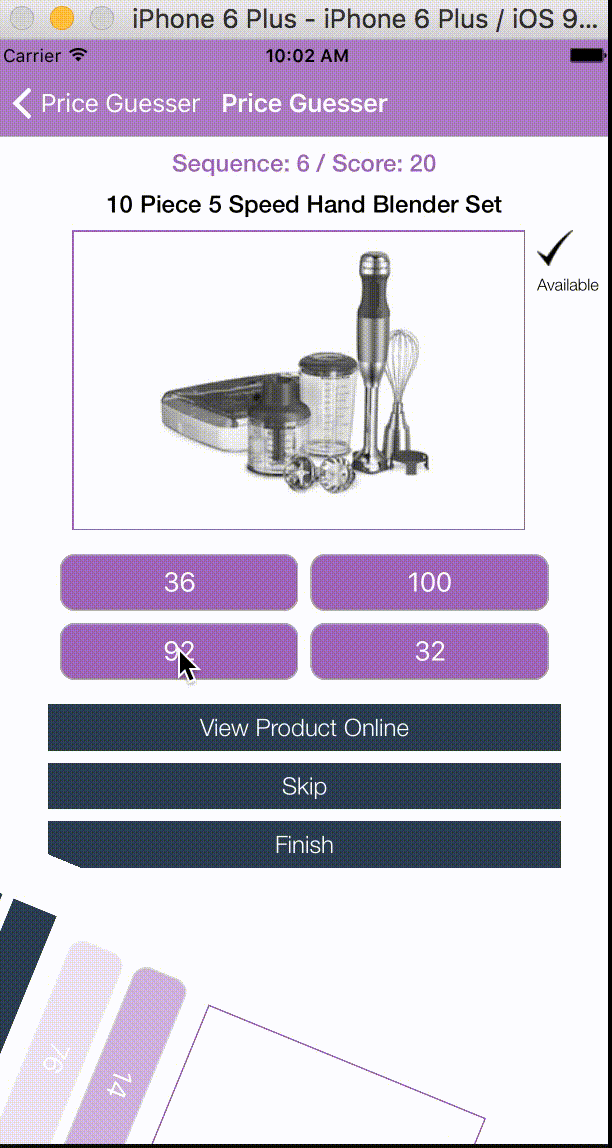 iPhone 6 Plus - iPhone 6 Plus / iOS 9...
Carrier 10:02 AM
Price Guesser Price Guesser
Sequence: 6 / Score: 20
10 Piece 5 Speed Hand Blender Set
Available
36 100
92 32
View Product Online
Skip
Finish
76
14